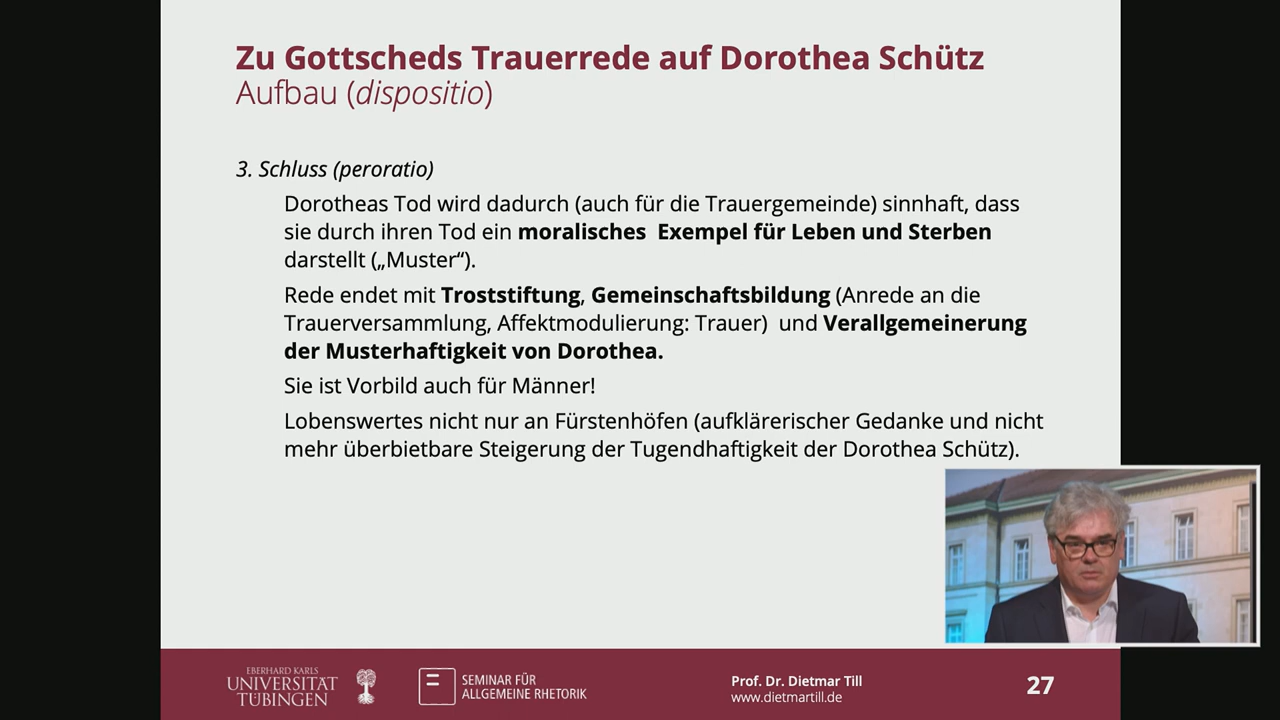 Zu Gottscheds Trauerrede auf Dorothea Schütz
Aufbau (dispositio)
3. Schluss (peroratio)
Dorotheas Tod wird dadurch (auch für die Trauergemeinde) sinnhaft, dass
sie durch ihren Tod ein moralisches  Exempel für Leben und Sterben
darstellt („Muster“).
Rede endet mit Troststiftung, Gemeinschaftsbildung (Anrede an die
Trauerversammlung, Affektmodulierung: Trauer)  und Verallgemeinerung
der Musterhaftigkeit von Dorothea.
Sie ist Vorbild auch für Männer!
Lobenswertes nicht nur an Fürstenhöfen (aufklärerischer Gedanke und nicht
mehr überbietbare Steigerung der Tugendhaftigkeit der Dorothea Schütz).
EBERHARD KARLS
UNIVERSITÄT
TÜBINGEN
SEMINAR FÜR
ALLGEMEINE RHETORIK
Prof. Dr. Dietmar Till
www.dietmartill.de
27